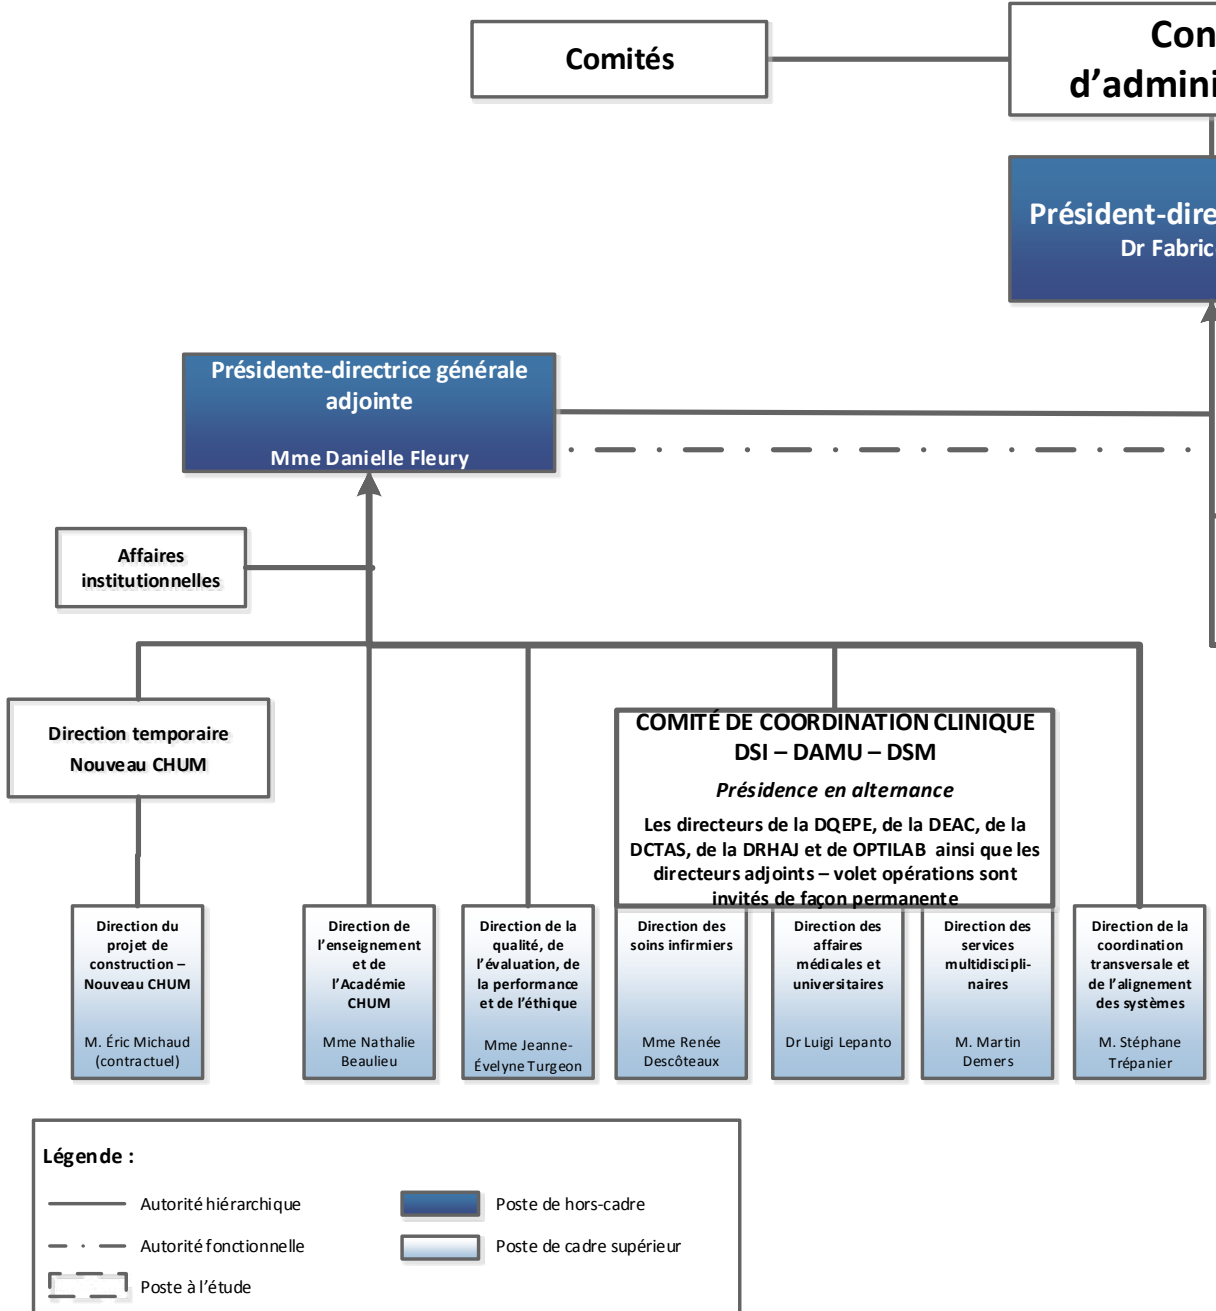 Comités
Con
d’admini
Président-dire
Dr Fabric
Présidente-directrice générale
adjointe
Mme Danielle Fleury
Affaires
institutionnelles
Direction temporaire
Nouveau CHUM
COMITÉ DE COORDINATION CLINIQUE
DSI – DAMU – DSM
Présidence en alternance
Les directeurs de la DQEPE, de la DEAC, de la
DCTAS, de la DRHAJ et de OPTILAB ainsi que les
directeurs adjoints – volet opérations sont
invités de façon permanente
Direction du
projet de
construction –
Nouveau CHUM
M. Éric Michaud
(contractuel)
Direction de
l’enseignement
et de
l’Académie
CHUM
Mme Nathalie
Beaulieu
Direction de la
qualité, de
l’évaluation, de
la performance
et de l’éthique
Mme Jeanne-
Évelyne Turgeon
Direction des
soins infirmiers
Mme Renée
Descôteaux
Direction des
affaires
médicales et
universitaires
Dr Luigi Lepanto
Direction des
services
multidiscipli-
naires
M. Martin
Demers
Direction de la
coordination
transversale et
de l’alignement
des systèmes
M. Stéphane
Trépanier
Légende :
Autorité hiérarchique
Poste de hors-cadre
Autorité fonctionnelle
Poste de cadre supérieur
Poste à l’étude